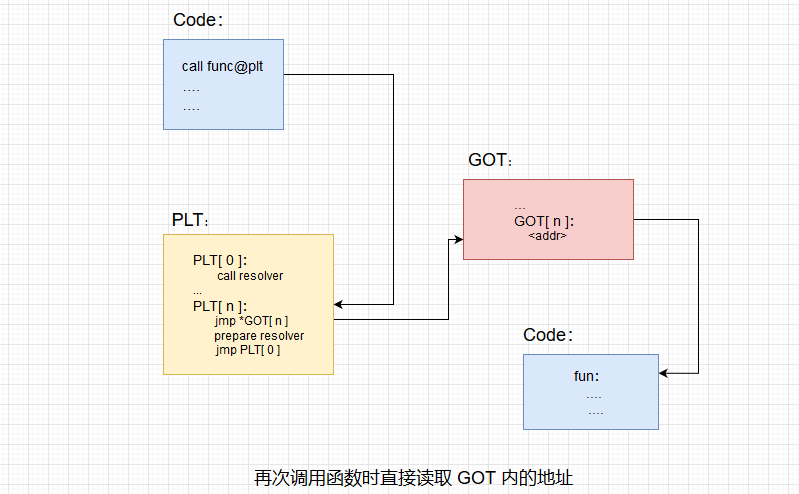 Code：
call func@plt
....
....
GOT：
...
GOT[ n ]：
<addr>
PLT：
PLT[ 0 ]：
call resolver
...
PLT[ n ]：
jmp *GOT[ n ]
prepare resolver
jmp PLT[ 0 ]
Code：
fun：
....
....
再次调用函数时直接读取 GOT 内的地址